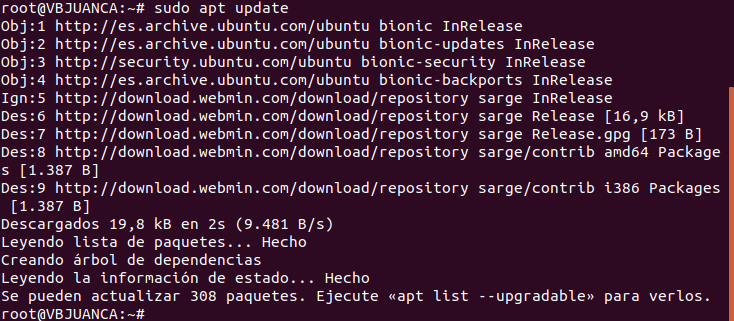 root@VBJUANCA:~# sudo apt update
Obj:1 http://es.archive.ubuntu.com/ubuntu bionic InRelease
Obj:2 http://es.archive.ubuntu.com/ubuntu bionic-updates InRelease
Obj:3 http://security.ubuntu.com/ubuntu bionic-security InRelease
Obj:4 http://es.archive.ubuntu.com/ubuntu bionic-backports InRelease
Ign:5 http://download.webmin.com/download/repository sarge InRelease
Des:6 http://download.webmin.com/download/repository sarge Release [16,9 kB]
Des:7 http://download.webmin.com/download/repository sarge Release.gpg [173 B]
Des:8 http://download.webmin.com/download/repository sarge/contrib amd64 Package
s [1.387 B]
Des:9 http://download.webmin.com/download/repository sarge/contrib i386 Packages
 [1.387 B]
Descargados 19,8 kB en 2s (9.481 B/s)
Leyendo lista de paquetes... Hecho
Creando árbol de dependencias
Leyendo la información de estado... Hecho
Se pueden actualizar 308 paquetes. Ejecute «apt list --upgradable» para verlos.
root@VBJUANCA:~#